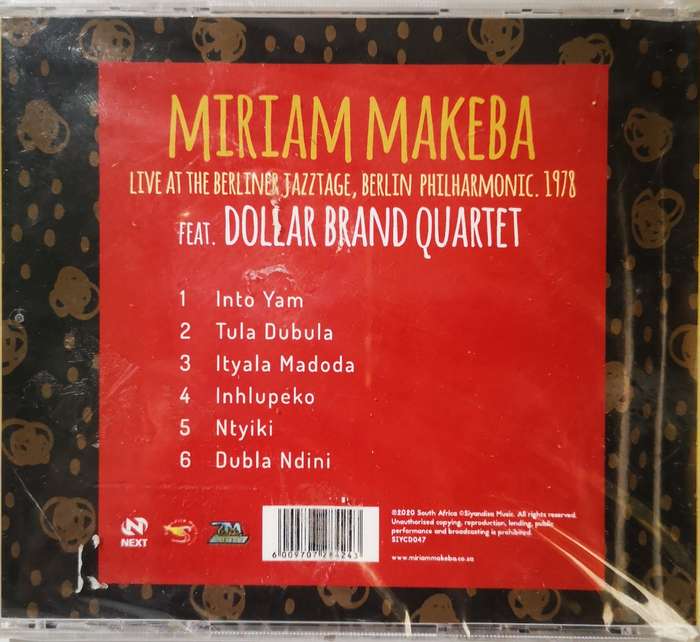 MIRIAM MAKEBA
LIVE AT THE BERLINER JAZZTAGE, BERLIN PHILHARMONIC. 1978
FEAT. DOLLAR BRAND QUARTET
1 Into Yam
2 Tula Dubula
3 Ityala Madoda
4 Inhlupeko
5 Ntyiki
6 Dubla Ndini
NEXT
6009707284243
©2020 South Africa ©Siyandisa Music. All rights reserved.
Unauthorised copying, reproduction, lending, public
performance and broadcasting is prohibited.
SIYCD047
www.miriammakeba.co.za